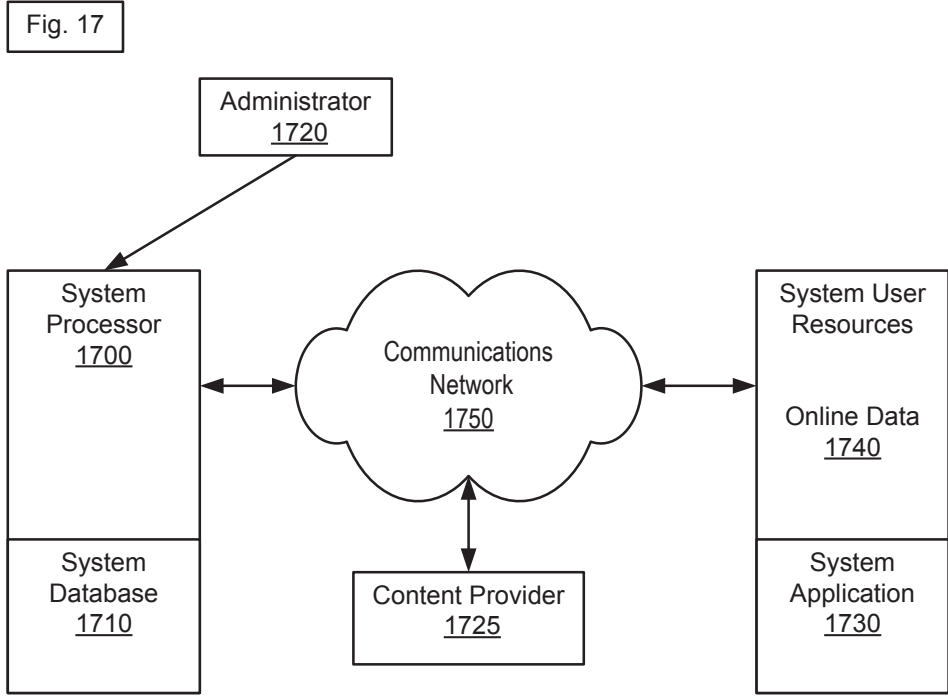 Fig. 17
Administrator
1720
System
Processor
1700
System
Database
1710
Communications
Network
1750
Content Provider
1725
System User
Resources
Online Data
1740
System
Application
1730